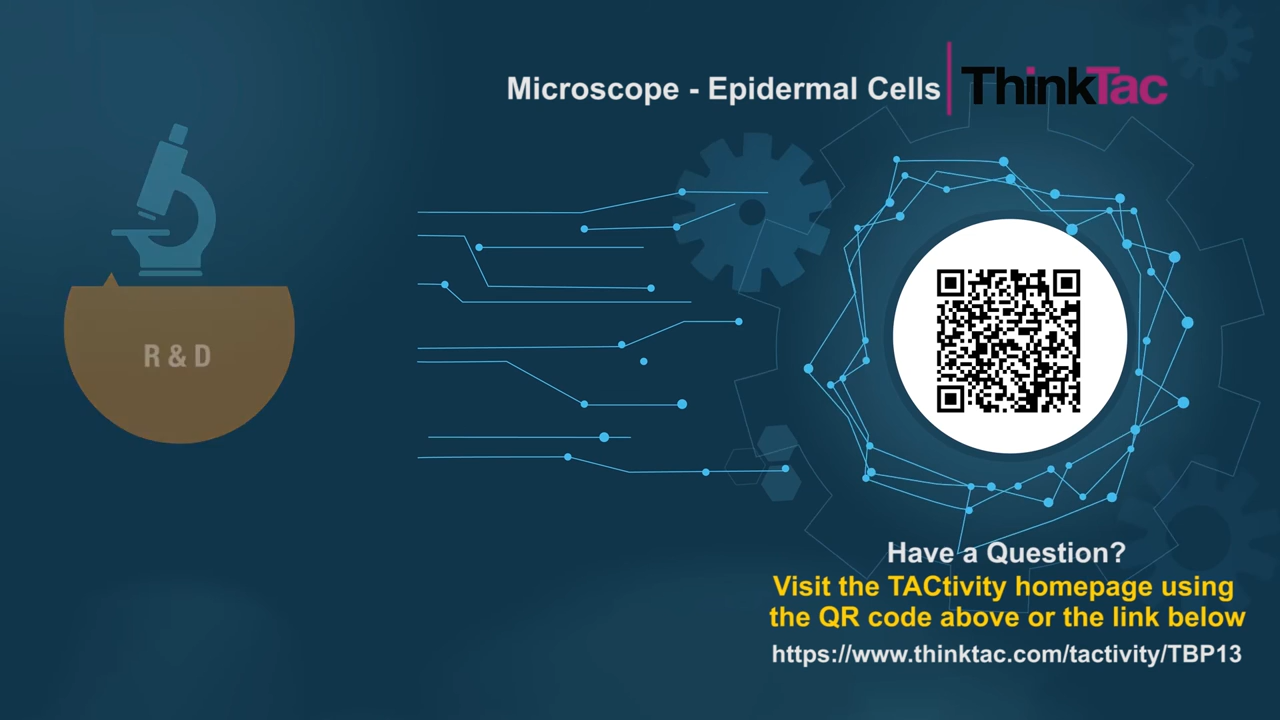 Microscope - Epidermal Cells
ThinkTac
R & D
Have a Question?
Visit the TACtivity homepage using
the QR code above or the link below
https://www.thinktac.com/tactivity/TBP13